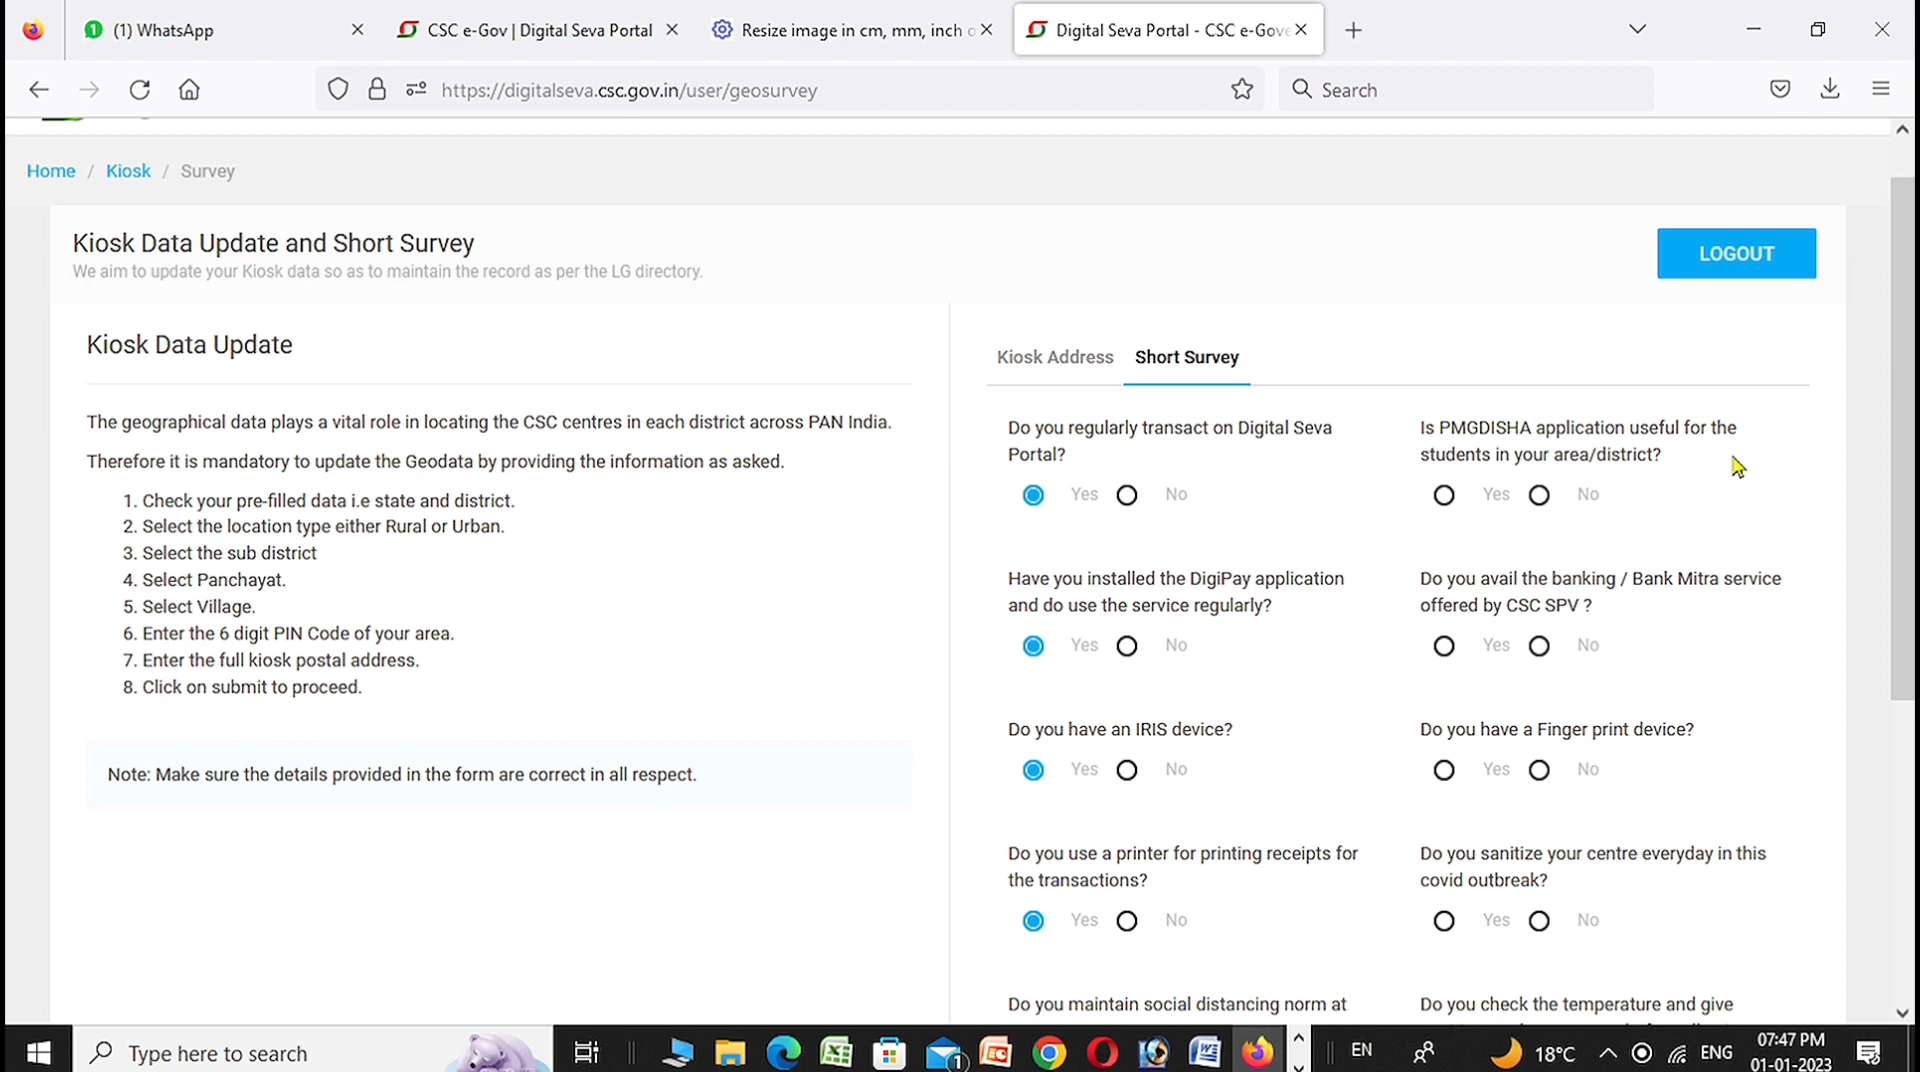 (1) WhatsApp
CSC e-Gov | Digital Seva Portal
Resize image in cm, mm, inch o
Digital Seva Portal - CSC e-Gove
https://digitalseva.csc.gov.in/user/geosurvey
Search
Home / Kiosk / Survey
Kiosk Data Update and Short Survey
We aim to update your Kiosk data so as to maintain the record as per the LG directory.
LOGOUT
Kiosk Data Update
The geographical data plays a vital role in locating the CSC centres in each district across PAN India.
Therefore it is mandatory to update the Geodata by providing the information as asked.
1. Check your pre-filled data i.e state and district.
2. Select the location type either Rural or Urban.
3. Select the sub district
4. Select Panchayat.
5. Select Village.
6. Enter the 6 digit PIN Code of your area.
7. Enter the full kiosk postal address.
8. Click on submit to proceed.
Note: Make sure the details provided in the form are correct in all respect.
Kiosk Address Short Survey
Do you regularly transact on Digital Seva
Portal?
Yes No
Is PMGDISHA application useful for the
students in your area/district?
Yes No
Have you installed the DigiPay application
and do use the service regularly?
Yes No
Do you avail the banking / Bank Mitra service
offered by CSC SPV ?
Yes No
Do you have an IRIS device?
Yes No
Do you have a Finger print device?
Yes No
Do you use a printer for printing receipts for
the transactions?
Yes No
Do you sanitize your centre everyday in this
covid outbreak?
Yes No
Do you maintain social distancing norm at
Do you check the temperature and give
Type here to search
EN
18°C
ENG
07:47 PM
01-01-2023